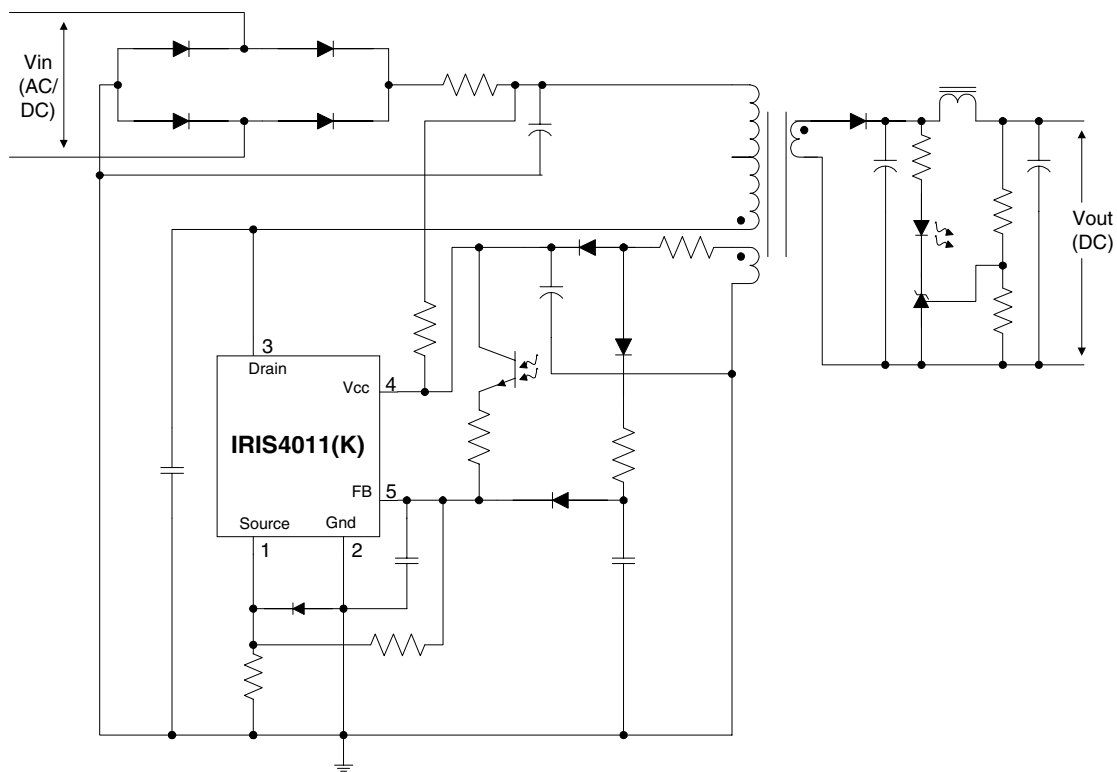 Vin
(AC/
DC)
Vout
(DC)
3
Drain
Vcc
4
IRIS4011(K)
FB
5
Source
Gnd
1
2